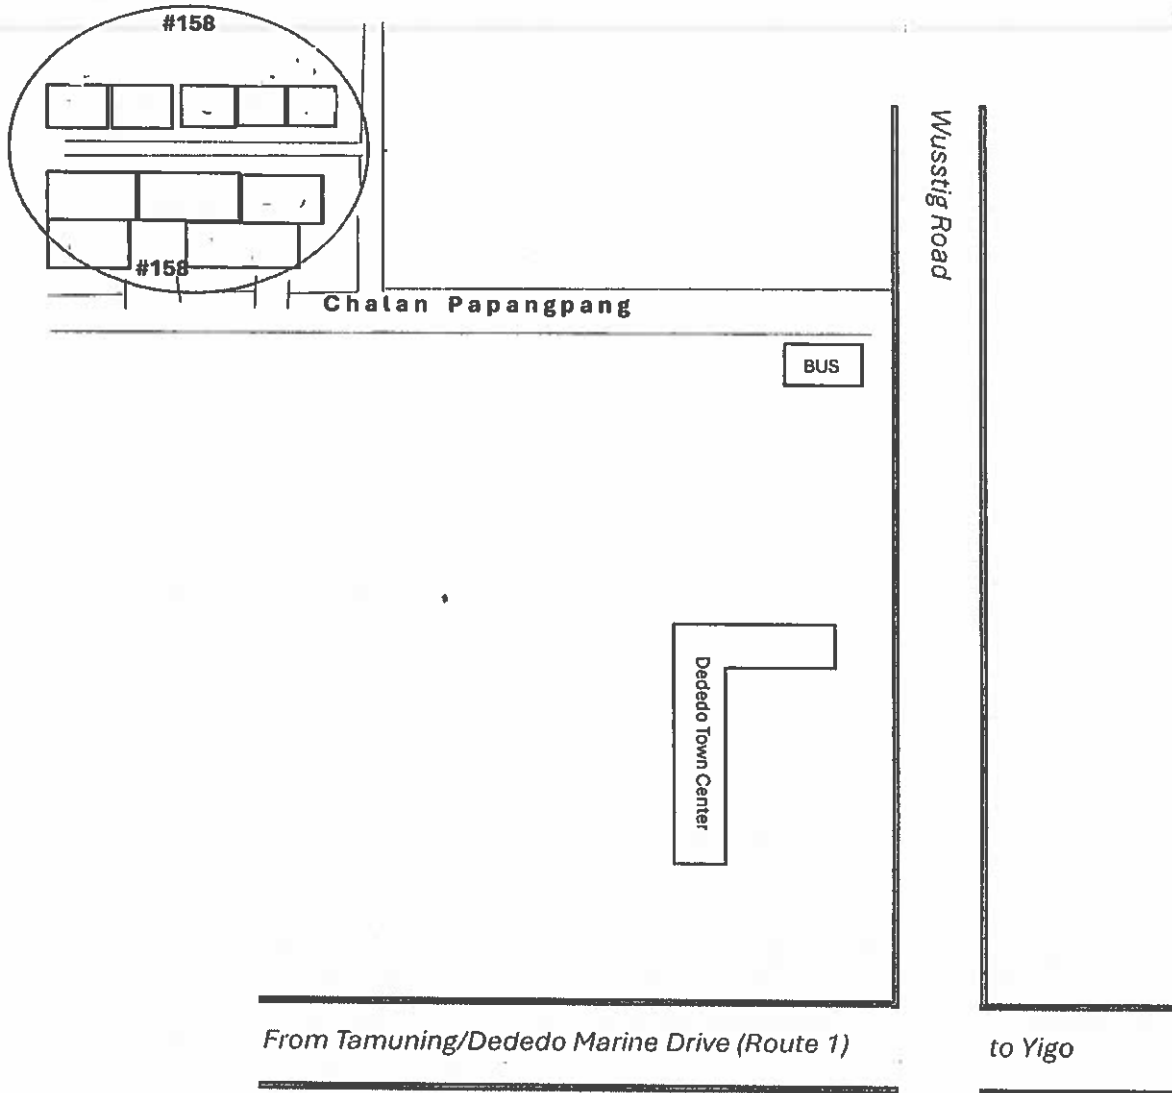 #158
Wusstig Road
#158
Chalan Papangpang
BUS
Dededo Town Center
From Tamuning/Dededo Marine Drive (Route 1)
to Yigo